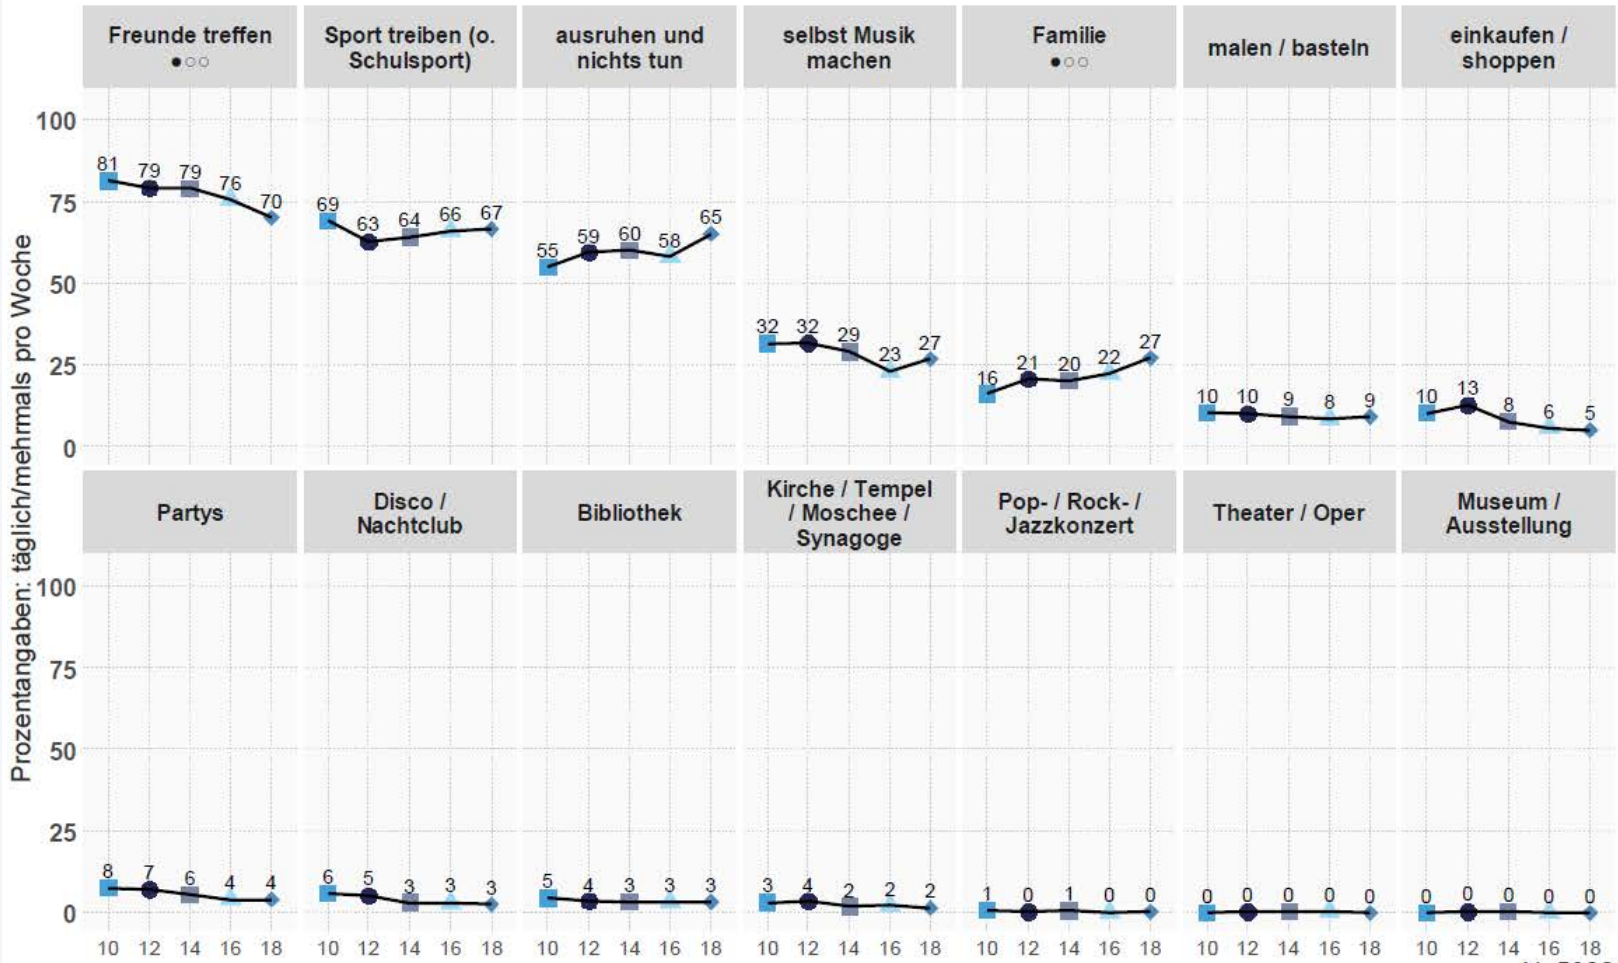 Freunde treffen
●○○
Sport treiben (o.
Schulsport)
ausruhen und
nichts tun
selbst Musik
machen
Familie
●○○
malen / basteln
einkaufen /
shoppen
Prozentangaben: täglich/mehrmals pro Woche
100
75
50
25
0
81 79 79 76 70
69 63 64 66 67
55 59 60 58 65
32 32 29 23 27
16 21 20 22 27
10 10 9 8 9
10 13 8 6 5
Partys
Disco /
Nachtclub
Bibliothek
Kirche / Tempel
/ Moschee /
Synagoge
Pop- / Rock- /
Jazzkonzert
Theater / Oper
Museum /
Ausstellung
100
75
50
25
0
8 7 6 4 4
6 5 3 3 3
5 4 3 3 3
3 4 2 2 2
1 0 1 0 0
0 0 0 0 0
0 0 0 0 0
10 12 14 16 18
10 12 14 16 18
10 12 14 16 18
10 12 14 16 18
10 12 14 16 18
10 12 14 16 18
10 12 14 16 18